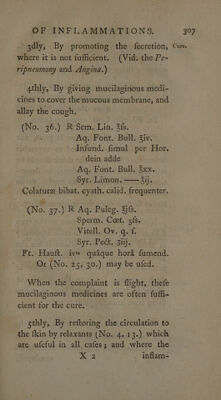 OF INFLAMMATIONS. 307
3dly, By promoting the ſecretion, Cure.
where it is not ſufficient. (Vid. the Pe-
ripneumony and Angina.)
4thly, By giving mucilaginous medi-
cines to cover the mucous membrane, and
allay the cough.
(No. 36.) ℞ Sem. Lin. ℥ſs.
Aq. Font. Bull. ℥iv.
Infund. ſimul per Hor.
dein adde
Aq. Font. Bull. ℥xx.
Syr. Limon. —— ℥ij.
Colaturæ bibat. cyath. calid. frequenter.
(No. 37.) ℞ Aq. Puleg. ℥jſs.
Sperm. Cœt. ʒſs.
Vitell. Ov. q. ſ.
Syr. Pect. ʒiij.
Ft. Hauſt. ivta quâque horâ ſumend.
Or (No. 25, 30.) may be uſed.
When the complaint is ſlight, theſe
mucilaginous medicines are often ſuffi-
cient for the cure.
5thly, By reſtoring the circulation to
the ſkin by relaxants (No. 4, 13.) which
are uſeful in all caſes; and where the
X 2 inflam-